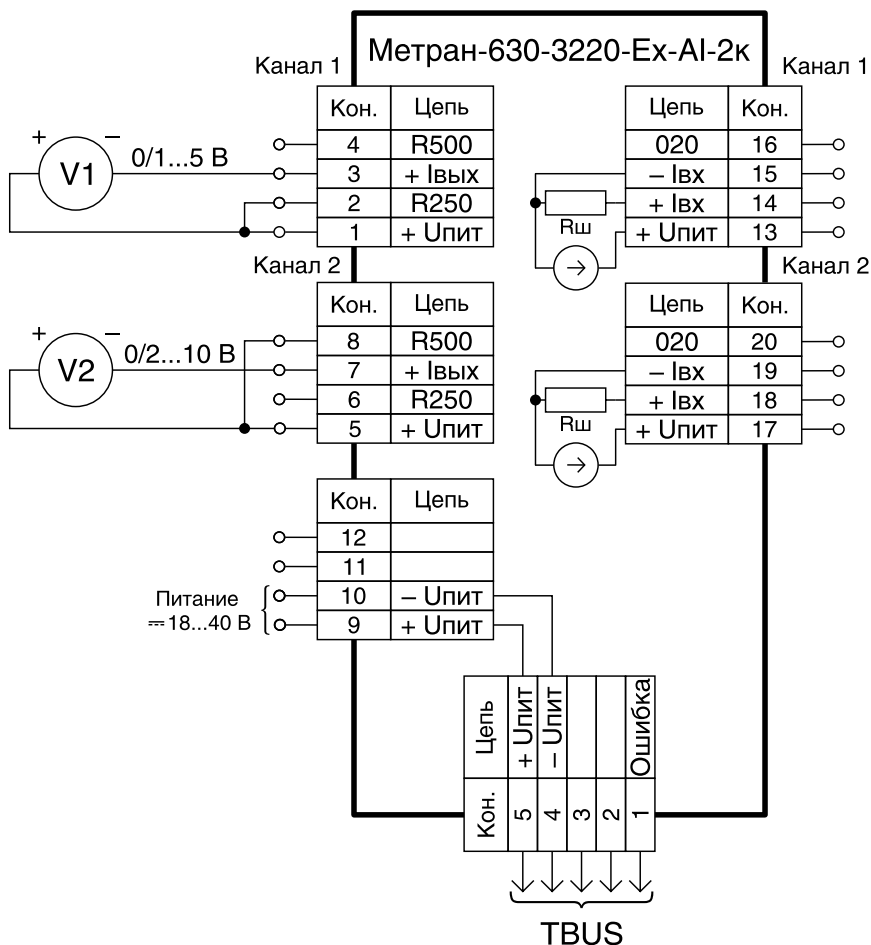 Метран-630-3220-Ex-AI-2к
Канал 1
Кон. Цепь
4 R500
3 + Iвых
2 R250
1 + Uпит
+ –
V1
0/1...5 В
Канал 1
Цепь Кон.
020 16
– Iвх 15
+ Iвх 14
+ Uпит 13
Rш
Канал 2
Кон. Цепь
8 R500
7 + Iвых
6 R250
5 + Uпит
+ –
V2
0/2...10 В
Канал 2
Цепь Кон.
020 20
– Iвх 19
+ Iвх 18
+ Uпит 17
Rш
Кон. Цепь
12
11
10 – Uпит
9 + Uпит
Питание
⎓18...40 В
Цепь + Uпит – Uпит Ошибка
Кон. 5 4 3 2 1
TBUS